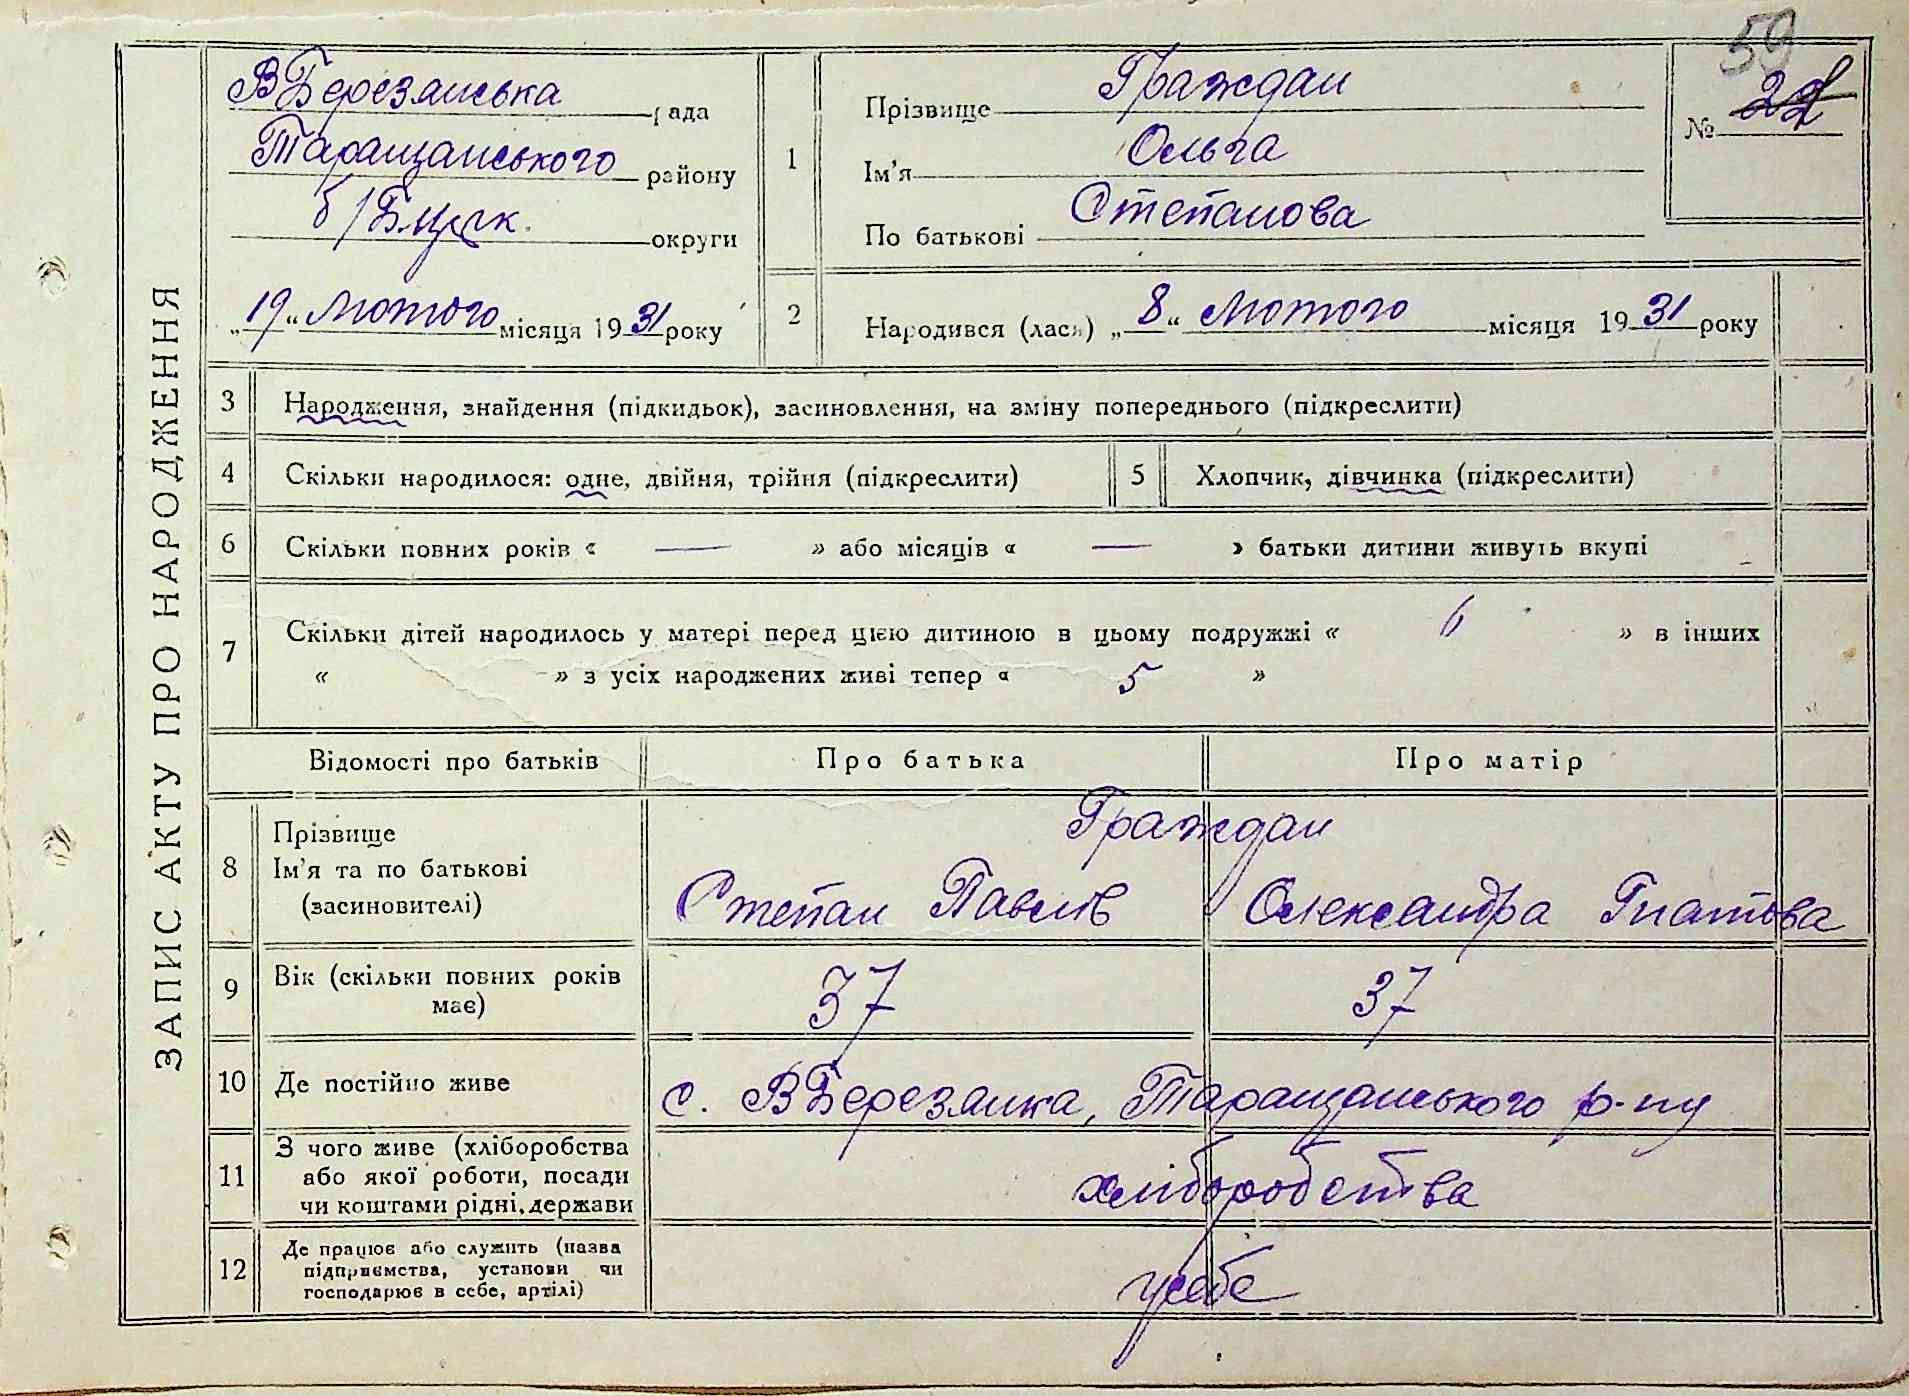 59
ЗАПИС АКТУ ПРО НАРОДЖЕННЯ
ВБерезанська рада
Таращанського району
б/Б.Церк. округи
„19“ Лютого місяця 1931 року
1
Прізвище Граждан
Ім'я Ольга
По батькові Степанова
№ 22
2 Народився (лася) „8“ Лютого місяця 1931 року
3 Народження, знайдення (підкидьок), засиновлення, на зміну попереднього (підкреслити)
4 Скільки народилося: одне, двійня, трійня (підкреслити) 5 Хлопчик, дівчинка (підкреслити)
6 Скільки повних років « — » або місяців « — » батьки дитини живуть вкупі
7 Скільки дітей народилось у матері перед цією дитиною в цьому подружжі « 6 » в інших
« » з усіх народжених живі тепер « 5 »
Відомості про батьків Про батька Про матір
8 Прізвище Граждан
Ім'я та по батькові Степан Павлів Олександра Гнатова
(засиновителі)
9 Вік (скільки повних років 37 37
має)
10 Де постійно живе с. ВБерезанка, Таращанського р-ну
11 З чого живе (хліборобства
або якої роботи, посади хліборобства
чи коштами рідні, держави
12 Де працює або служить (назва
підприємства, установи чи усебе
господарює в себе, артілі)